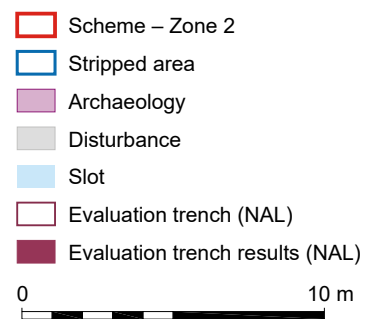 Scheme – Zone 2
Stripped area
Archaeology
Disturbance
Slot
Evaluation trench (NAL)
Evaluation trench results (NAL)
0 10 m